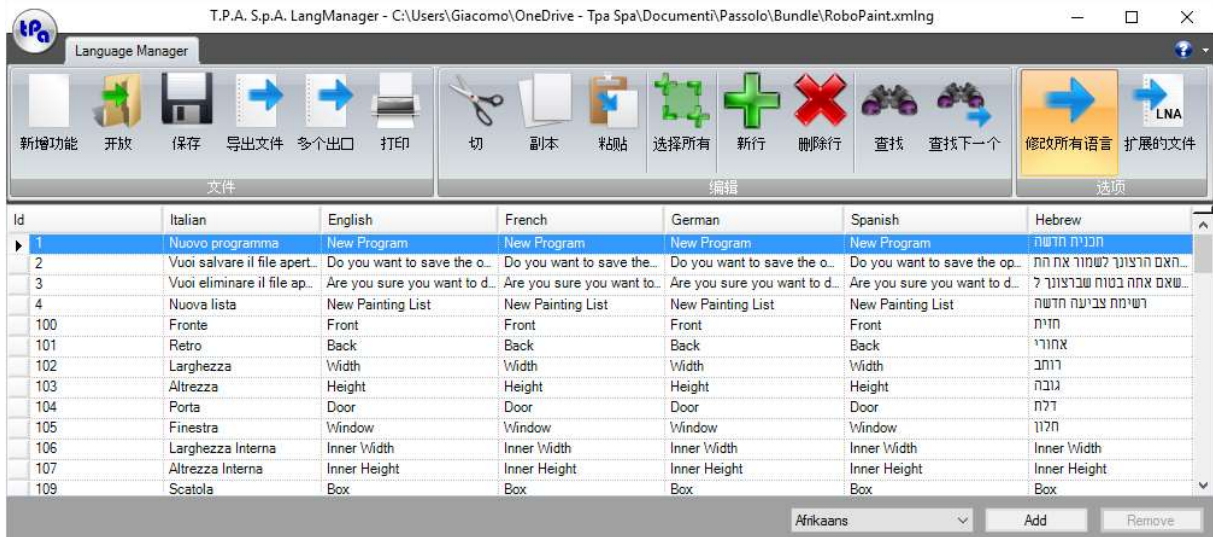 T.P.A. S.p.A. LangManager - C:\Users\Giacomo\OneDrive - Tpa Spa\Documenti\Passolo\Bundle\RoboPaint.xmlng
tPa
Language Manager
新增功能 开放 保存 导出文件 多个出口 打印 切 副本 粘贴 选择所有 新行 删除行 查找 查找下一个 修改所有语言 LNA 扩展的文件
文件 编辑 选项
Id Italian English French German Spanish Hebrew
1 Nuovo programma New Program New Program New Program New Program תכנית חדשה
2 Vuoi salvare il file apert... Do you want to save the o... Do you want to save the... Do you want to save the o... Do you want to save the op... האם הרצונך לשמור את הת...
3 Vuoi eliminare il file ap... Are you sure you want to d... Are you sure you want to... Are you sure you want to d... Are you sure you want to d... שאם אתה בטוח שברצונך ל...
4 Nuova lista New Painting List New Painting List New Painting List New Painting List רשימת צביעה חדשה
100 Fronte Front Front Front Front חזית
101 Retro Back Back Back Back אחורי
102 Larghezza Width Width Width Width רוחב
103 Altrezza Height Height Height Height גובה
104 Porta Door Door Door Door דלת
105 Finestra Window Window Window Window חלון
106 Larghezza Interna Inner Width Inner Width Inner Width Inner Width Inner Width
107 Altrezza Interna Inner Height Inner Height Inner Height Inner Height Inner Height
109 Scatola Box Box Box Box Box
Afrikaans Add Remove